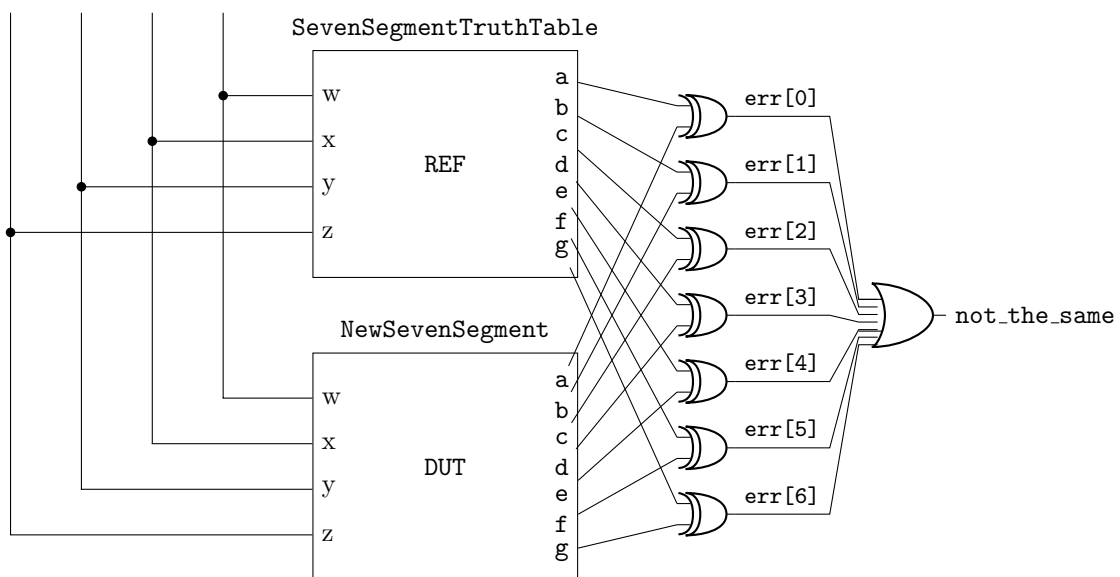 SevenSegmentTruthTable
w
x
y
z
REF
a
b
c
d
e
f
g
NewSevenSegment
w
x
y
z
DUT
a
b
c
d
e
f
g
err[0]
err[1]
err[2]
err[3]
err[4]
err[5]
err[6]
not_the_same